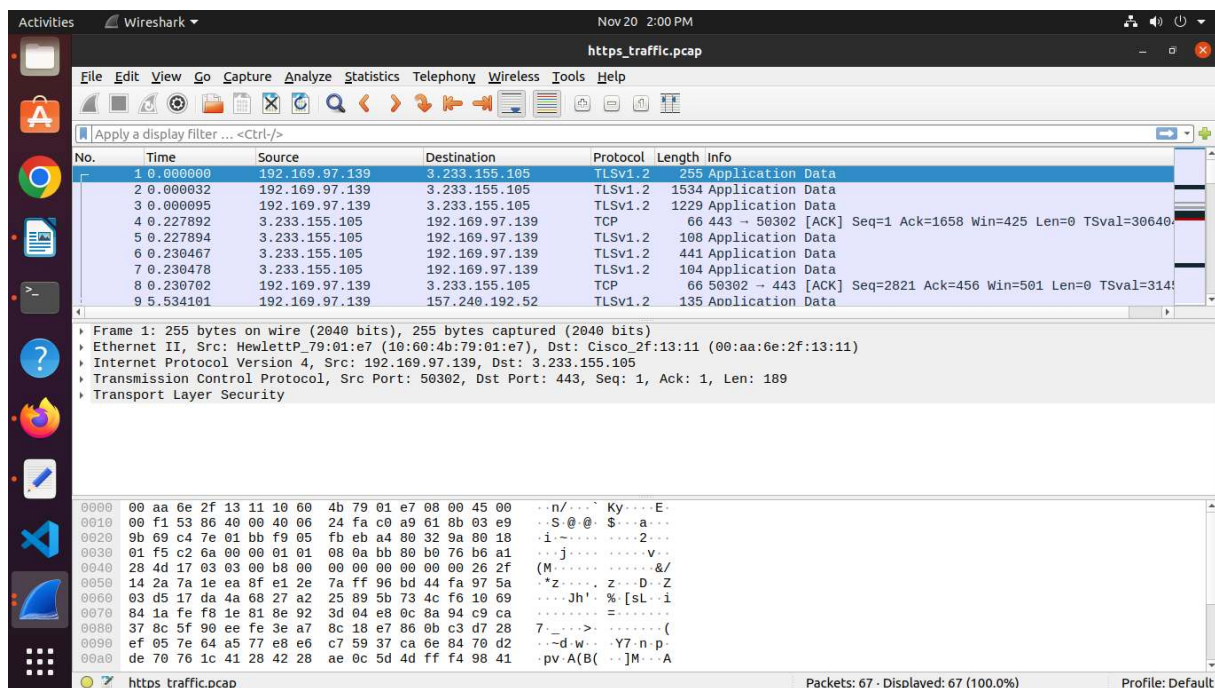 Activities Wireshark Nov 20 2:00 PM
https_traffic.pcap
File Edit View Go Capture Analyze Statistics Telephony Wireless Tools Help
Apply a display filter … <Ctrl-/>
No. Time Source Destination Protocol Length Info
1 0.000000 192.169.97.139 3.233.155.105 TLSv1.2 255 Application Data
2 0.000032 192.169.97.139 3.233.155.105 TLSv1.2 1534 Application Data
3 0.000095 192.169.97.139 3.233.155.105 TLSv1.2 1229 Application Data
4 0.227892 3.233.155.105 192.169.97.139 TCP 66 443 → 50302 [ACK] Seq=1 Ack=1658 Win=425 Len=0 TSval=306404
5 0.227894 3.233.155.105 192.169.97.139 TLSv1.2 108 Application Data
6 0.230467 3.233.155.105 192.169.97.139 TLSv1.2 441 Application Data
7 0.230478 3.233.155.105 192.169.97.139 TLSv1.2 104 Application Data
8 0.230702 192.169.97.139 3.233.155.105 TCP 66 50302 → 443 [ACK] Seq=2821 Ack=456 Win=501 Len=0 TSval=3145
9 5.534101 192.169.97.139 157.240.192.52 TLSv1.2 135 Application Data
Frame 1: 255 bytes on wire (2040 bits), 255 bytes captured (2040 bits)
Ethernet II, Src: HewlettP_79:01:e7 (10:60:4b:79:01:e7), Dst: Cisco_2f:13:11 (00:aa:6e:2f:13:11)
Internet Protocol Version 4, Src: 192.169.97.139, Dst: 3.233.155.105
Transmission Control Protocol, Src Port: 50302, Dst Port: 443, Seq: 1, Ack: 1, Len: 189
Transport Layer Security
0000 00 aa 6e 2f 13 11 10 60 4b 79 01 e7 08 00 45 00 ··n/···` Ky····E·
0010 00 f1 53 86 40 00 40 06 24 fa c0 a9 61 8b 03 e9 ··S·@·@· $···a···
0020 9b 69 c4 7e 01 bb f9 05 fb eb a4 80 32 9a 80 18 ·i·~···· ····2···
0030 01 f5 c2 6a 00 00 01 01 08 0a bb 80 b0 76 b6 a1 ···j···· ·····v··
0040 28 4d 17 03 03 00 b8 00 00 00 00 00 00 00 26 2f (M······ ······&/
0050 14 2a 7a 1e ea 8f e1 2e 7a ff 96 bd 44 fa 97 5a ·*z····. z···D··Z
0060 03 d5 17 da 4a 68 27 a2 25 89 5b 73 4c f6 10 69 ····Jh'· %·[sL··i
0070 84 1a fe f8 1e 81 8e 92 3d 04 e8 0c 8a 94 c9 ca ········ =·······
0080 37 8c 5f 90 ee fe 3e a7 8c 18 e7 86 0b c3 d7 28 7·_···>· ·······(
0090 ef 05 7e 64 a5 77 e8 e6 c7 59 37 ca 6e 84 70 d2 ··~d·w·· ·Y7·n·p·
00a0 de 70 76 1c 41 28 42 28 ae 0c 5d 4d ff f4 98 41 ·pv·A(B( ··]M···A
https_traffic.pcap Packets: 67 · Displayed: 67 (100.0%) Profile: Default